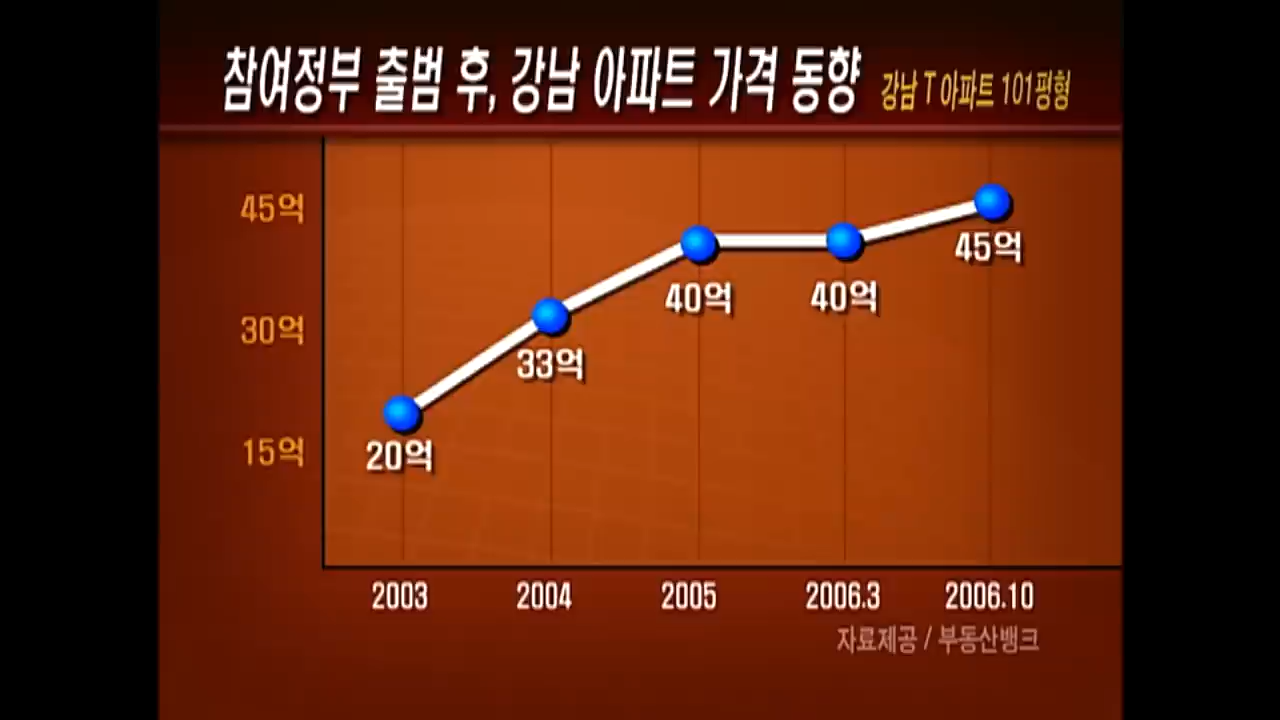 참여정부 출범 후, 강남 아파트 가격 동향 강남 T 아파트 101평형
45억
30억
15억
20억
33억
40억
40억
45억
2003 2004 2005 2006.3 2006.10
자료제공 / 부동산뱅크